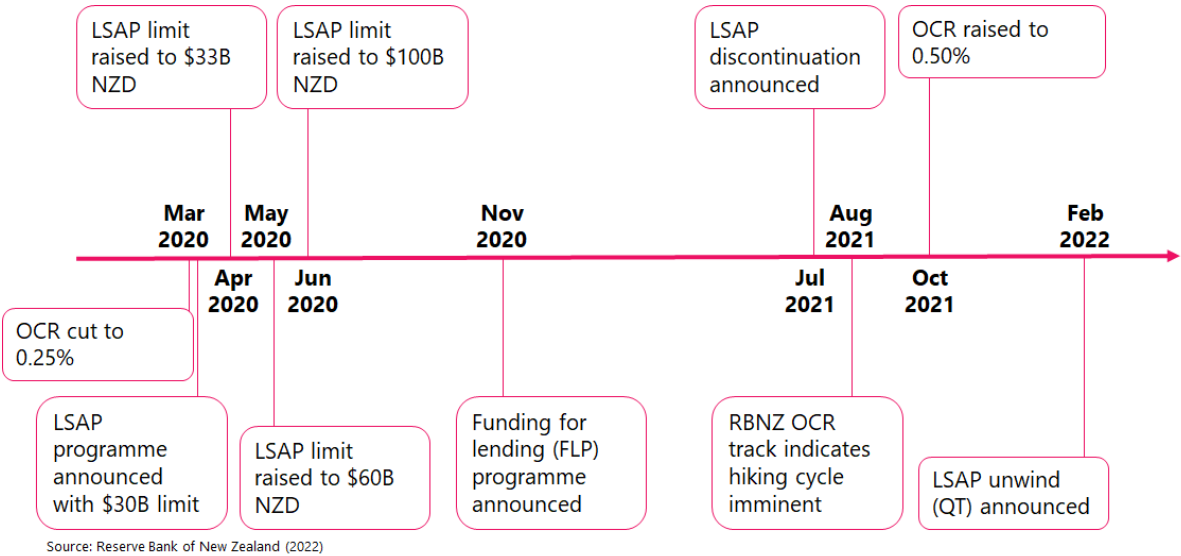 LSAP limit
raised to $33B
NZD
LSAP limit
raised to $100B
NZD
LSAP
discontinuation
announced
OCR raised to
0.50%
Mar
2020
May
2020
Nov
2020
Aug
2021
Feb
2022
Apr
2020
Jun
2020
Jul
2021
Oct
2021
OCR cut to
0.25%
LSAP
programme
announced
with $30B limit
LSAP limit
raised to $60B
NZD
Funding for
lending (FLP)
programme
announced
RBNZ OCR
track indicates
hiking cycle
imminent
LSAP unwind
(QT) announced
Source: Reserve Bank of New Zealand (2022)